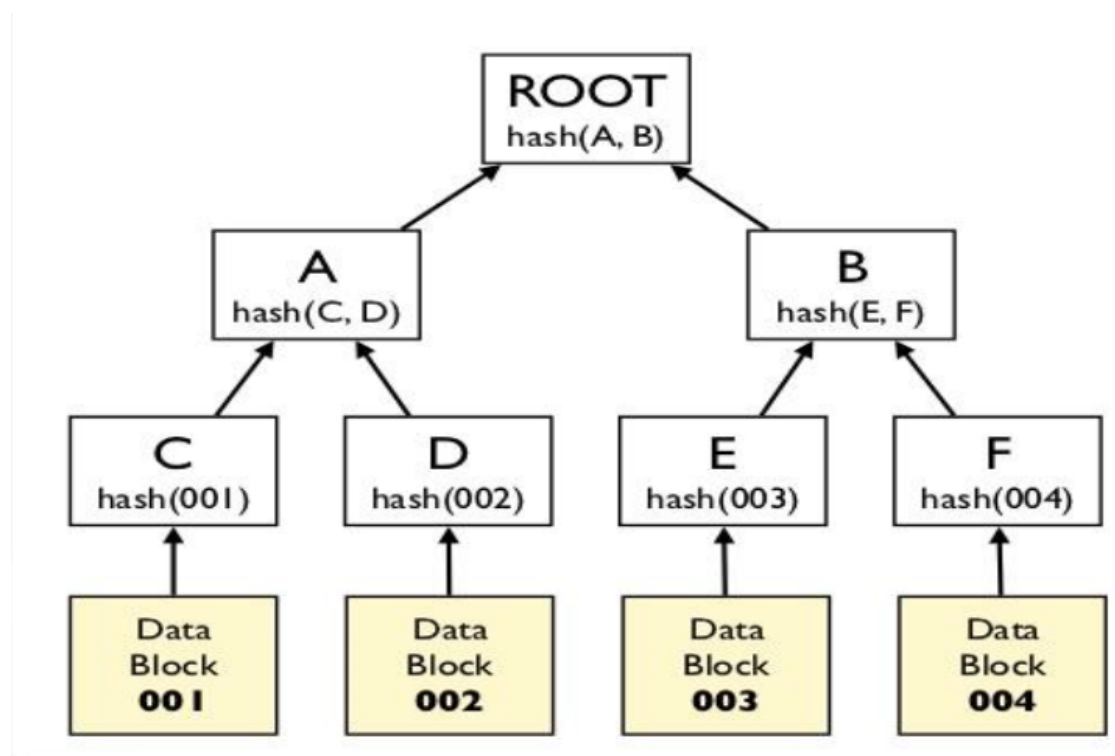 ROOT
hash(A, B)
A
hash(C, D)
B
hash(E, F)
C
hash(001)
D
hash(002)
E
hash(003)
F
hash(004)
Data
Block
001
Data
Block
002
Data
Block
003
Data
Block
004